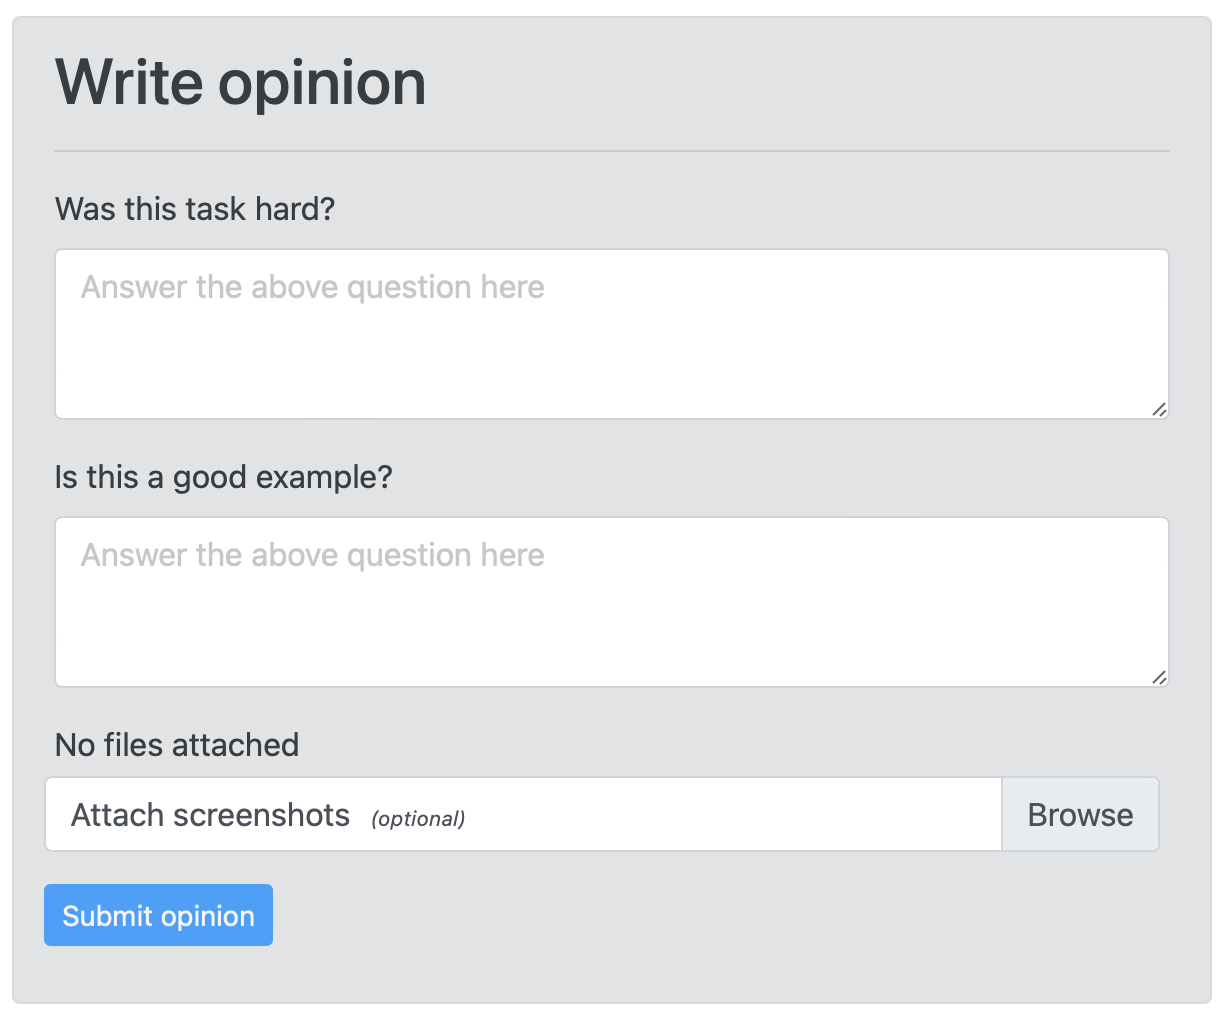 Write opinion
Was this task hard?
Answer the above question here
Is this a good example?
Answer the above question here
No files attached
Attach screenshots (optional) Browse
Submit opinion